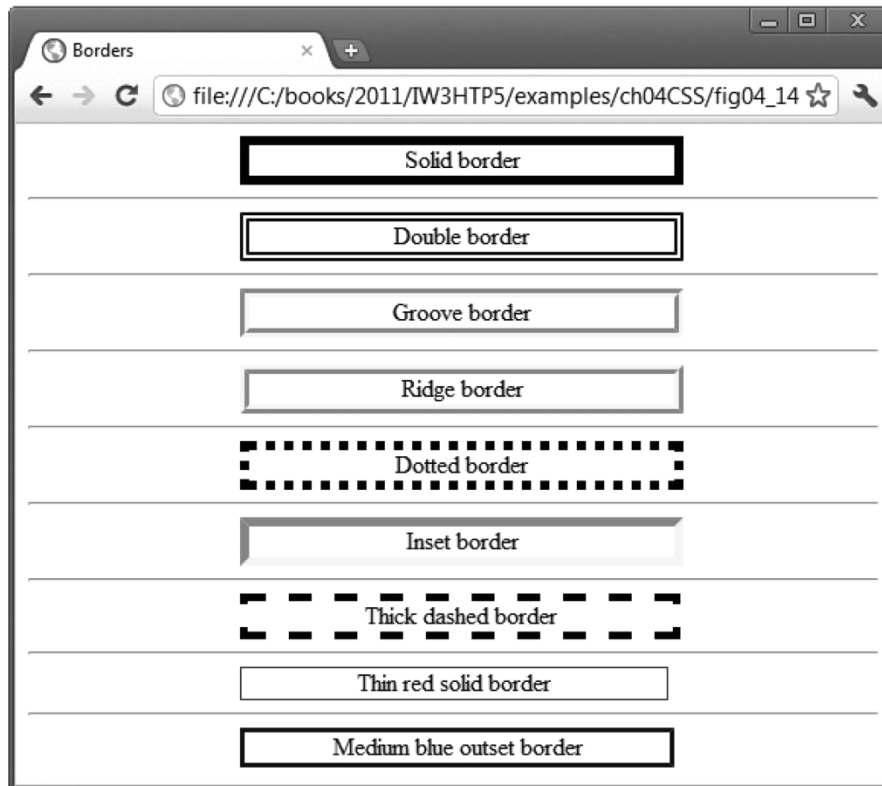 Borders
file:///C:/books/2011/IW3HTP5/examples/ch04CSS/fig04_14
Solid border
Double border
Groove border
Ridge border
Dotted border
Inset border
Thick dashed border
Thin red solid border
Medium blue outset border